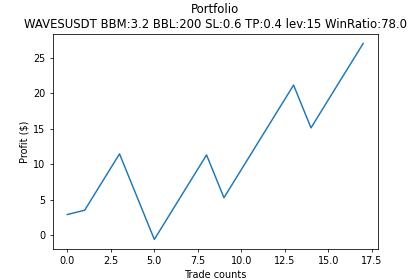 Portfolio
WAVESUSDT BBM:3.2 BBL:200 SL:0.6 TP:0.4 lev:15 WinRatio:78.0
Profit ($)
25
20
15
10
5
0
0.0 2.5 5.0 7.5 10.0 12.5 15.0 17.5
Trade counts